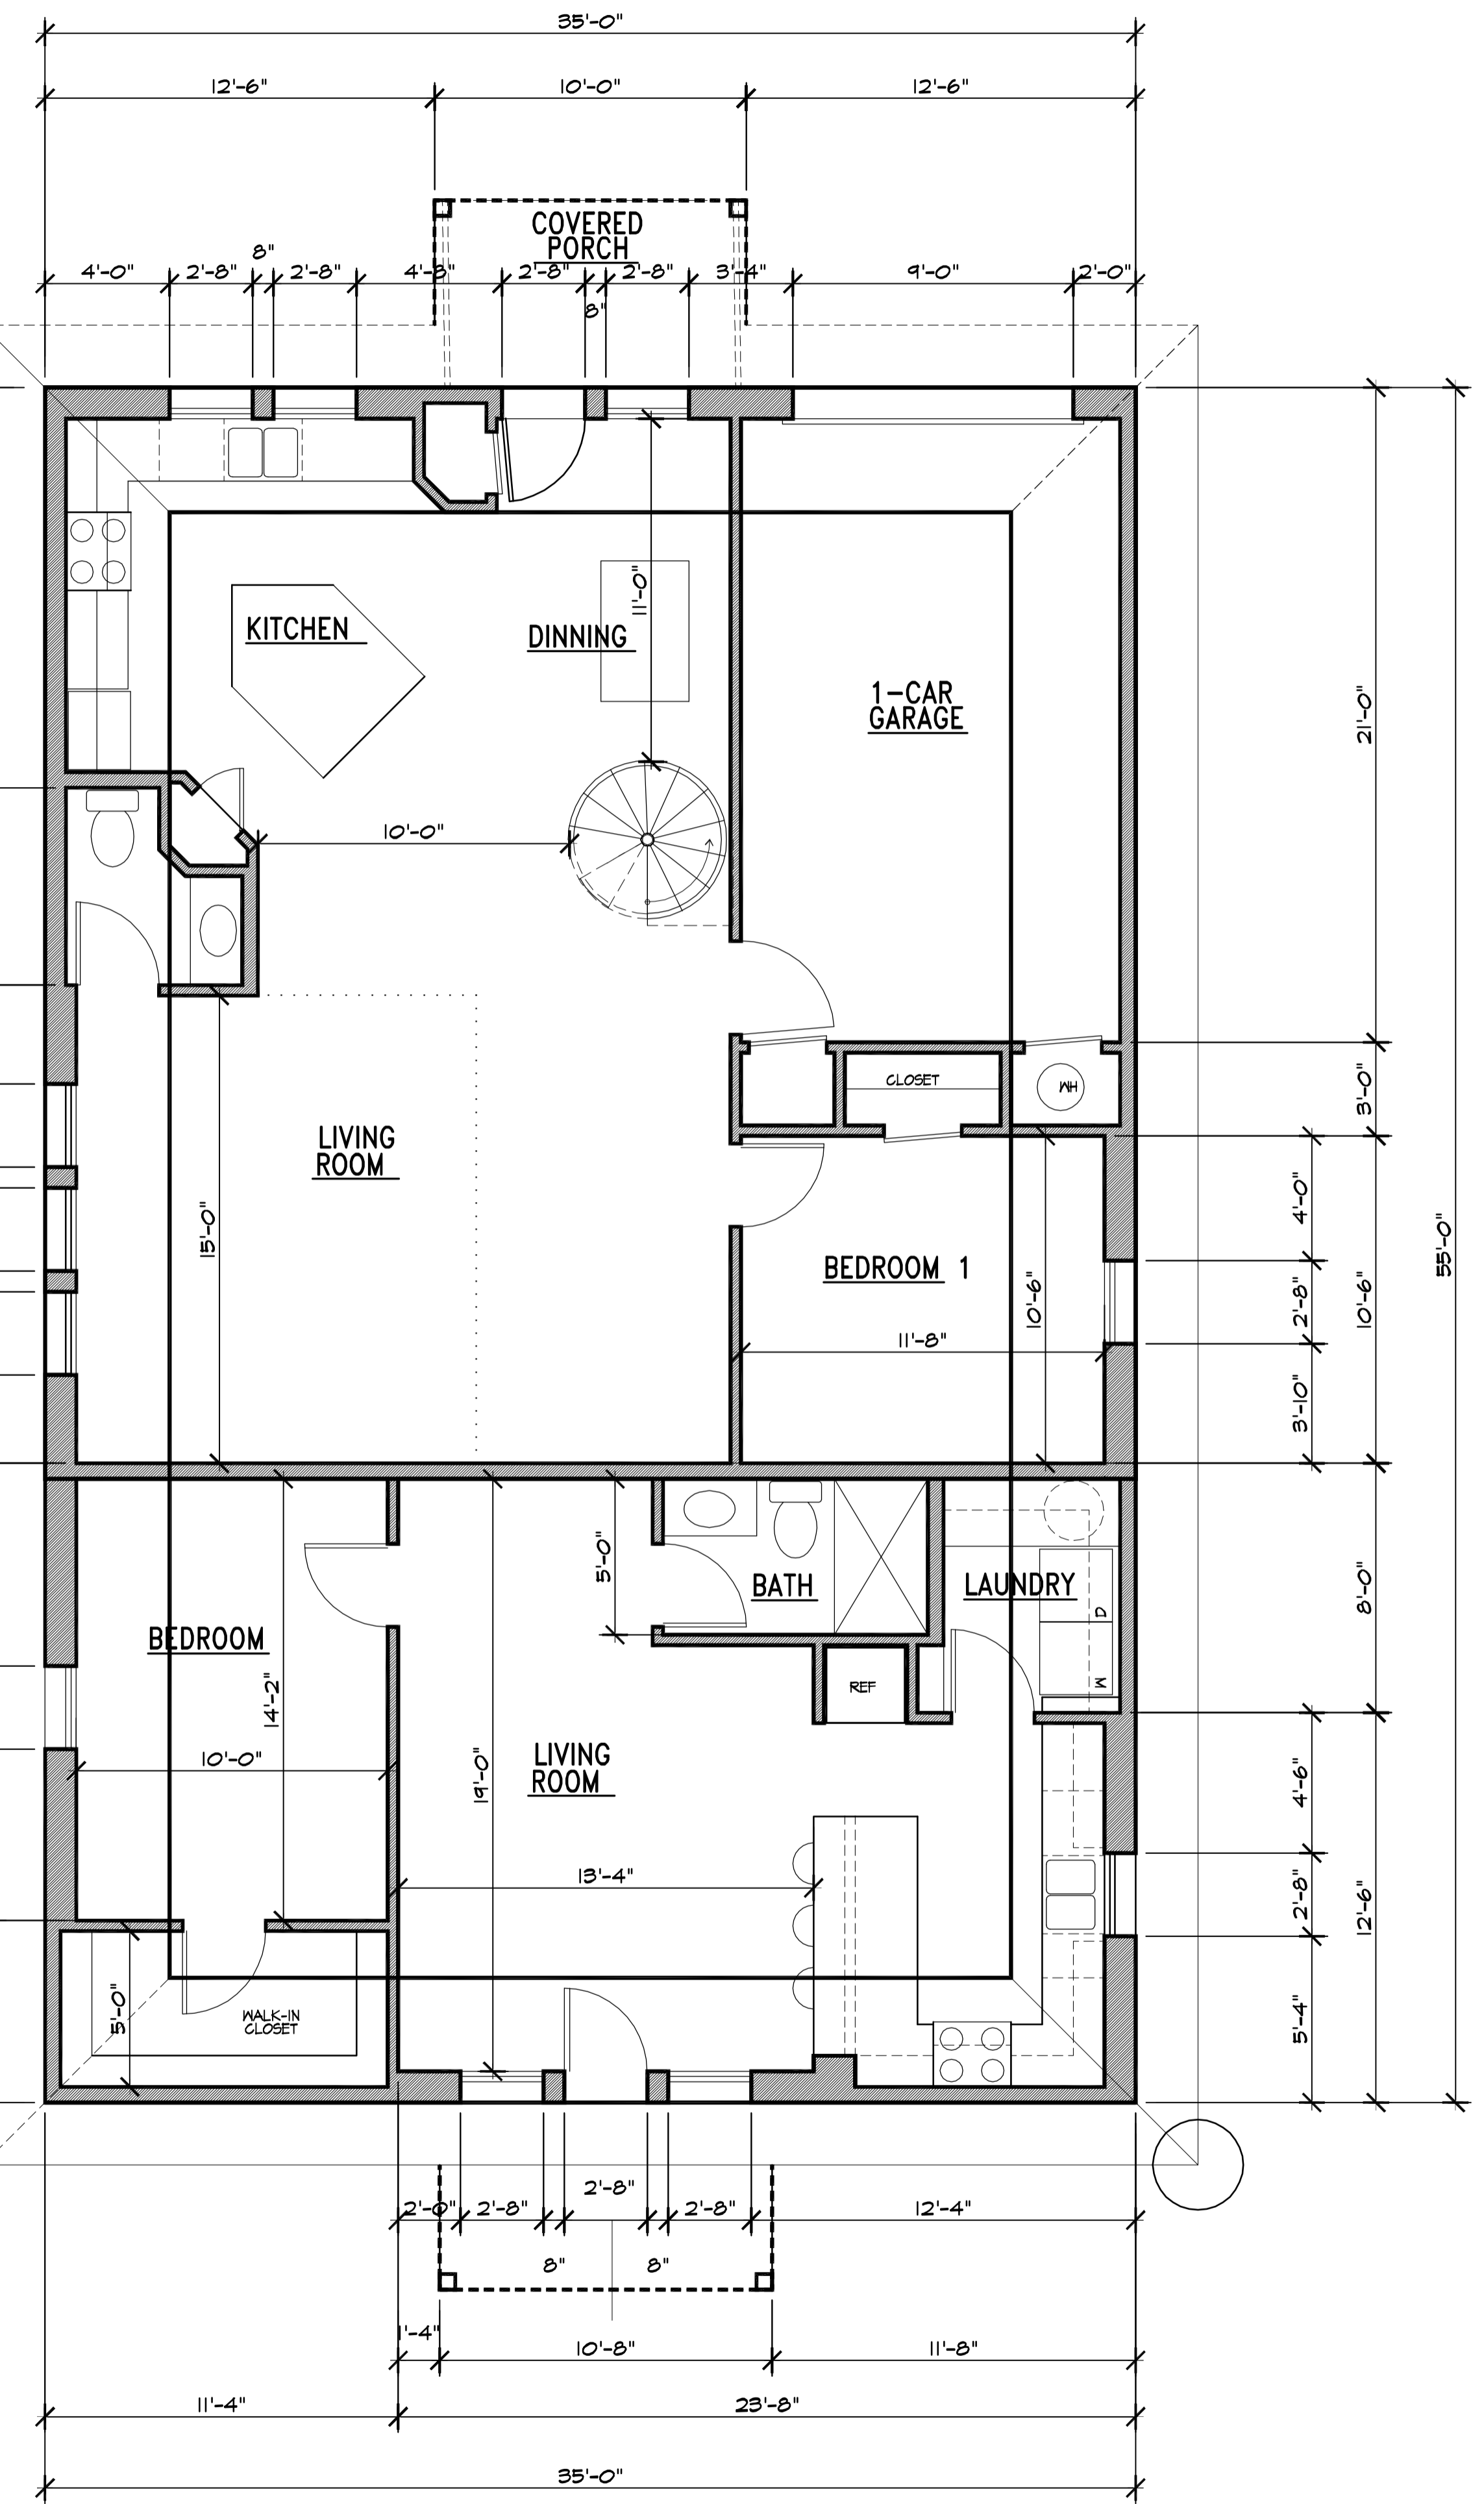 35'-0"
12'-6" 10'-0" 12'-6"
COVERED
PORCH
8"
4'-0" 2'-8" 2'-8" 4'-8" 2'-8" 2'-8" 3'-4" 9'-0" 2'-0"
8"
11'-0"
KITCHEN
DINNING
1-CAR
GARAGE
21'-0"
10'-0"
CLOSET
WH
3'-0"
LIVING
ROOM
15'-0"
BEDROOM 1
4'-0"
55'-0"
10'-6"
2'-8"
10'-6"
11'-8"
3'-10"
5'-0"
BATH
LAUNDRY
D
8'-0"
BEDROOM
14'-2"
REF
M
LIVING
ROOM
10'-0"
19'-0"
4'-6"
13'-4"
2'-8"
12'-6"
WALK-IN
CLOSET
5'-0"
5'-4"
2'-8"
2'-0" 2'-8" 2'-8" 12'-4"
8" 8"
1'-4"
10'-8" 11'-8"
11'-4" 23'-8"
35'-0"